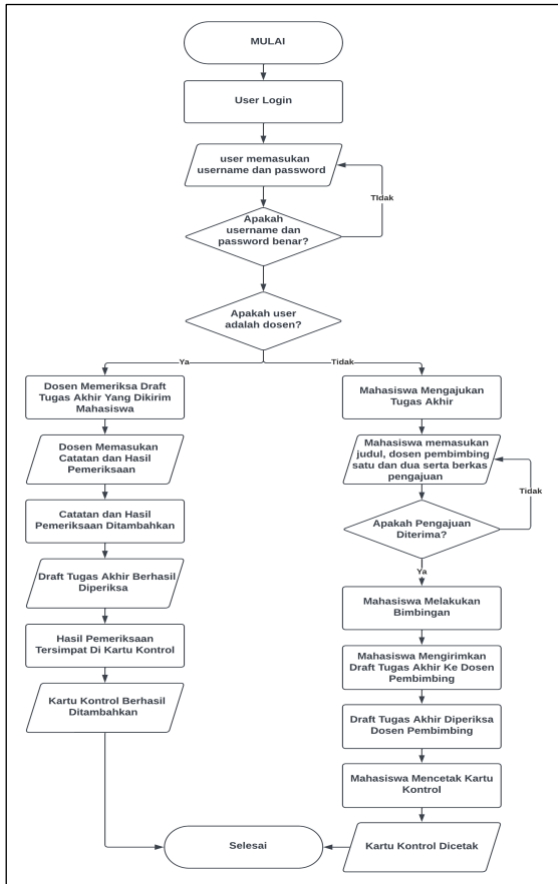 MULAI
User Login
user memasukan
username dan password
TIdak
Apakah
username dan
password benar?
Apakah user
adalah dosen?
Ya
Tidak
Dosen Memeriksa Draft
Tugas Akhir Yang Dikirim
Mahasiswa
Dosen Memasukan
Catatan dan Hasil
Pemeriksaan
Catatan dan Hasil
Pemeriksaan Ditambahkan
Draft Tugas Akhir Berhasil
Diperiksa
Hasil Pemeriksaan
Tersimpat Di Kartu Kontrol
Kartu Kontrol Berhasil
Ditambahkan
Mahasiswa Mengajukan
Tugas Akhir
Mahasiswa memasukan
judul, dosen pembimbing
satu dan dua serta berkas
pengajuan
Tidak
Apakah Pengajuan
Diterima?
Ya
Mahasiswa Melakukan
Bimbingan
Mahasiswa Mengirimkan
Draft Tugas Akhir Ke Dosen
Pembimbing
Draft Tugas Akhir Diperiksa
Dosen Pembimbing
Mahasiswa Mencetak Kartu
Kontrol
Kartu Kontrol Dicetak
Selesai